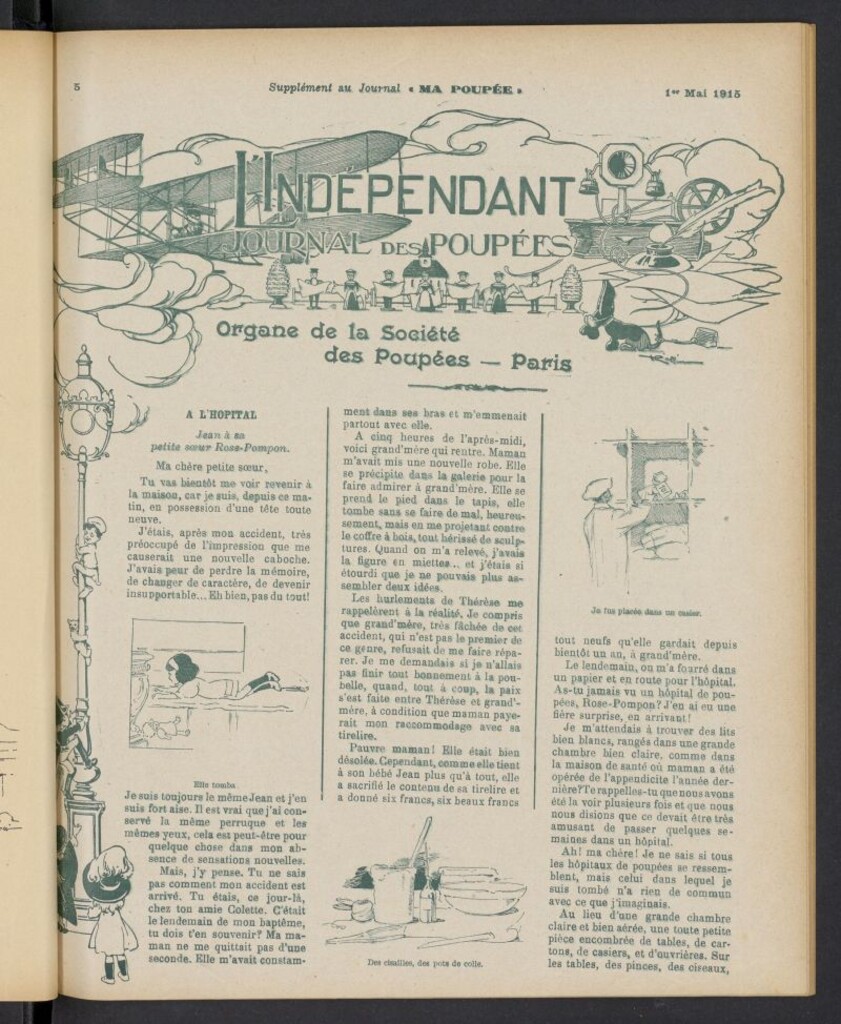 5
Supplément au Journal « MA POUPÉE »
1er Mai 1915
L'INDÉPENDANT
JOURNAL DES POUPÉES
Organe de la Société
des Poupées — Paris
A L'HOPITAL
Jean à sa
petite sœur Rose-Pompon.
Ma chère petite sœur,
Tu vas bientôt me voir revenir à
la maison, car je suis, depuis ce ma-
tin, en possession d'une tête toute
neuve.
J'étais, après mon accident, très
préoccupé de l'impression que me
causerait une nouvelle caboche.
J'avais peur de perdre la mémoire,
de changer de caractère, de devenir
insupportable... Eh bien, pas du tout!
Elle tomba
Je suis toujours le même Jean et j'en
suis fort aise. Il est vrai que j'ai con-
servé la même perruque et les
mêmes yeux, cela est peut-être pour
quelque chose dans mon ab-
sence de sensations nouvelles.
Mais, j'y pense. Tu ne sais
pas comment mon accident est
arrivé. Tu étais, ce jour-là,
chez ton amie Colette. C'était
le lendemain de mon baptême,
tu dois t'en souvenir? Ma ma-
man ne me quittait pas d'une
seconde. Elle m'avait constam-
ment dans ses bras et m'emmenait
partout avec elle.
A cinq heures de l'après-midi,
voici grand'mère qui rentre. Maman
m'avait mis une nouvelle robe. Elle
se précipite dans la galerie pour la
faire admirer à grand'mère. Elle se
prend le pied dans le tapis, elle
tombe sans se faire de mal, heureu-
sement, mais en me projetant contre
le coffre à bois, tout hérissé de sculp-
tures. Quand on m'a relevé, j'avais
la figure en miettes... et j'étais si
étourdi que je ne pouvais plus as-
sembler deux idées.
Les hurlements de Thérèse me
rappelèrent à la réalité. Je compris
que grand'mère, très fâchée de cet
accident, qui n'est pas le premier de
ce genre, refusait de me faire répa-
rer. Je me demandais si je n'allais
pas finir tout bonnement à la pou-
belle, quand, tout à coup, la paix
s'est faite entre Thérèse et grand'-
mère, à condition que maman paye-
rait mon raccommodage avec sa
tirelire.
Pauvre maman! Elle était bien
désolée. Cependant, comme elle tient
à son bébé Jean plus qu'à tout, elle
a sacrifié le contenu de sa tirelire et
a donné six francs, six beaux francs
Des cisailles, des pots de colle.
Je fus placée dans un casier.
tout neufs qu'elle gardait depuis
bientôt un an, à grand'mère.
Le lendemain, on m'a fourré dans
un papier et en route pour l'hôpital.
As-tu jamais vu un hôpital de pou-
pées, Rose-Pompon? J'en ai eu une
fière surprise, en arrivant!
Je m'attendais à trouver des lits
bien blancs, rangés dans une grande
chambre bien claire, comme dans
la maison de santé où maman a été
opérée de l'appendicite l'année der-
nière? Te rappelles-tu que nous avons
été la voir plusieurs fois et que nous
nous disions que ce devait être très
amusant de passer quelques se-
maines dans un hôpital.
Ah! ma chère! Je ne sais si tous
les hôpitaux de poupées se ressem-
blent, mais celui dans lequel je
suis tombé n'a rien de commun
avec ce que j'imaginais.
Au lieu d'une grande chambre
claire et bien aérée, une toute petite
pièce encombrée de tables, de car-
tons, de casiers, et d'ouvrières. Sur
les tables, des pinces, des ciseaux,